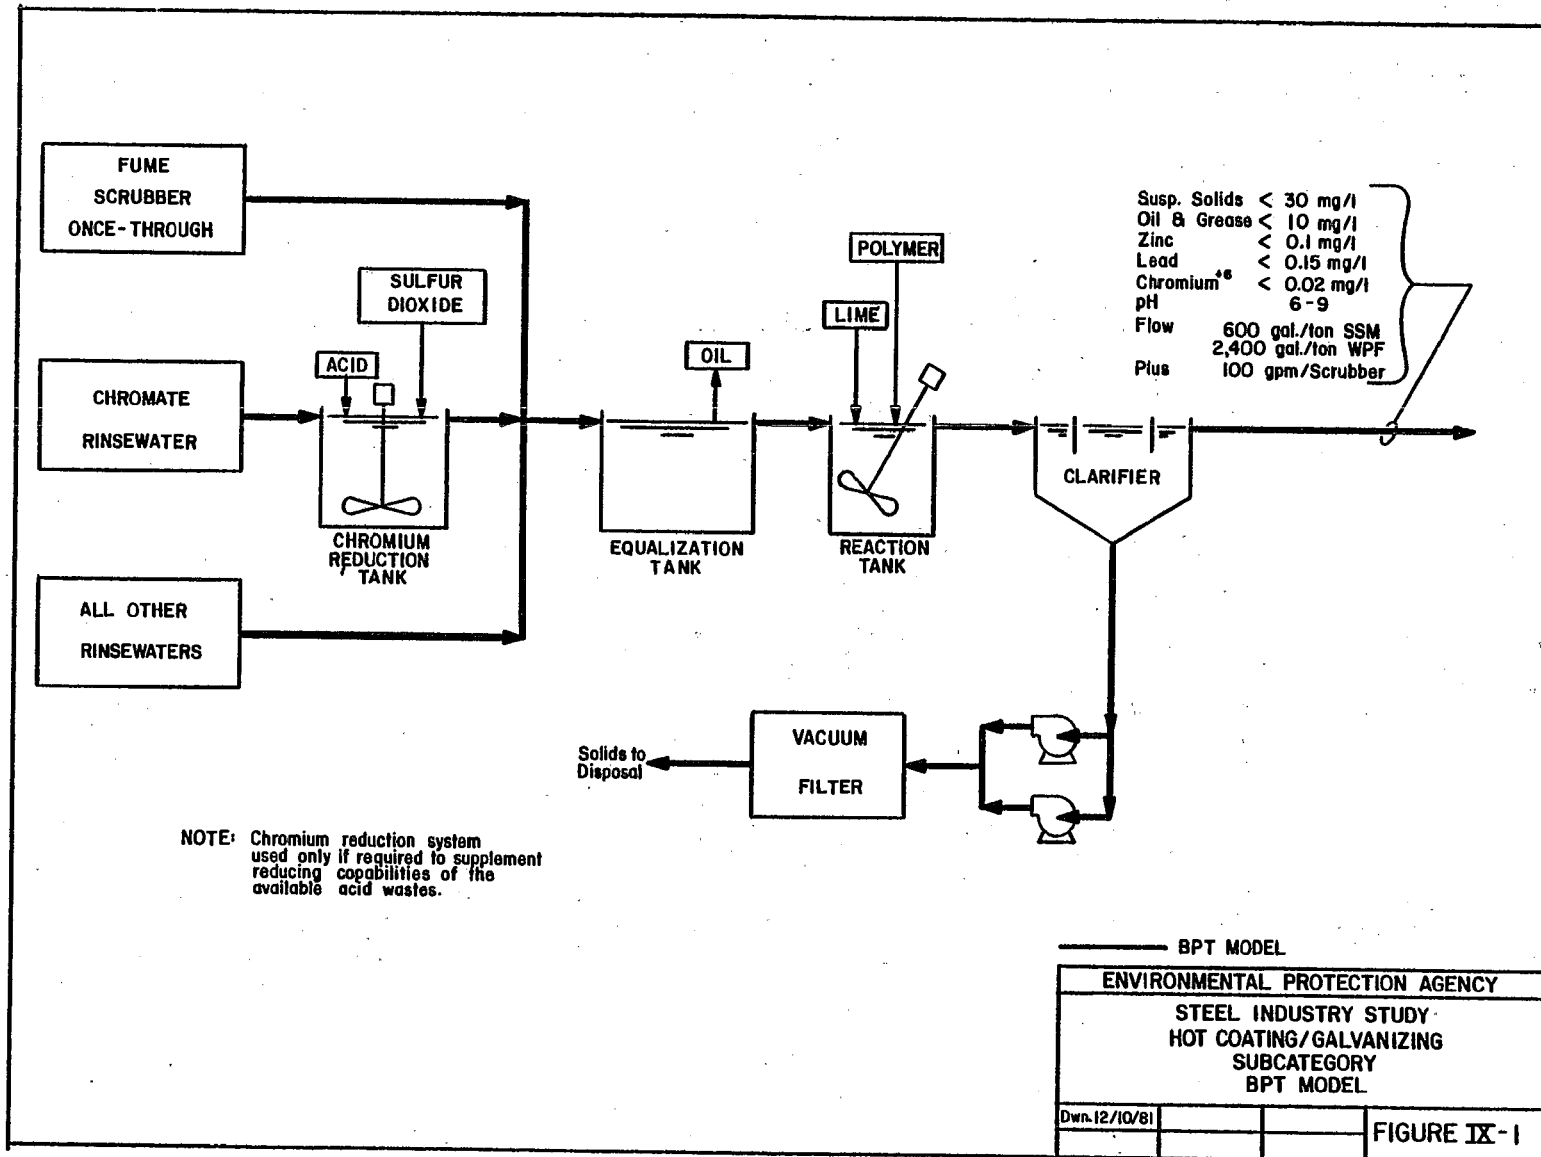 FUME
SCRUBBER
ONCE-THROUGH
SULFUR
DIOXIDE
ACID
CHROMATE
RINSEWATER
CHROMIUM
REDUCTION
TANK
ALL OTHER
RINSEWATERS
OIL
EQUALIZATION
TANK
POLYMER
LIME
REACTION
TANK
Susp. Solids < 30 mg/l
Oil & Grease < 10 mg/l
Zinc < 0.1 mg/l
Lead < 0.15 mg/l
Chromium+6 < 0.02 mg/l
pH 6-9
Flow 600 gal./ton SSM
2,400 gal./ton WPF
Plus 100 gpm/Scrubber
CLARIFIER
VACUUM
FILTER
Solids to
Disposal
NOTE: Chromium reduction system
used only if required to supplement
reducing capabilities of the
available acid wastes.
BPT MODEL
ENVIRONMENTAL PROTECTION AGENCY
STEEL INDUSTRY STUDY
HOT COATING/GALVANIZING
SUBCATEGORY
BPT MODEL
Dwn. 12/10/81
FIGURE IX-1